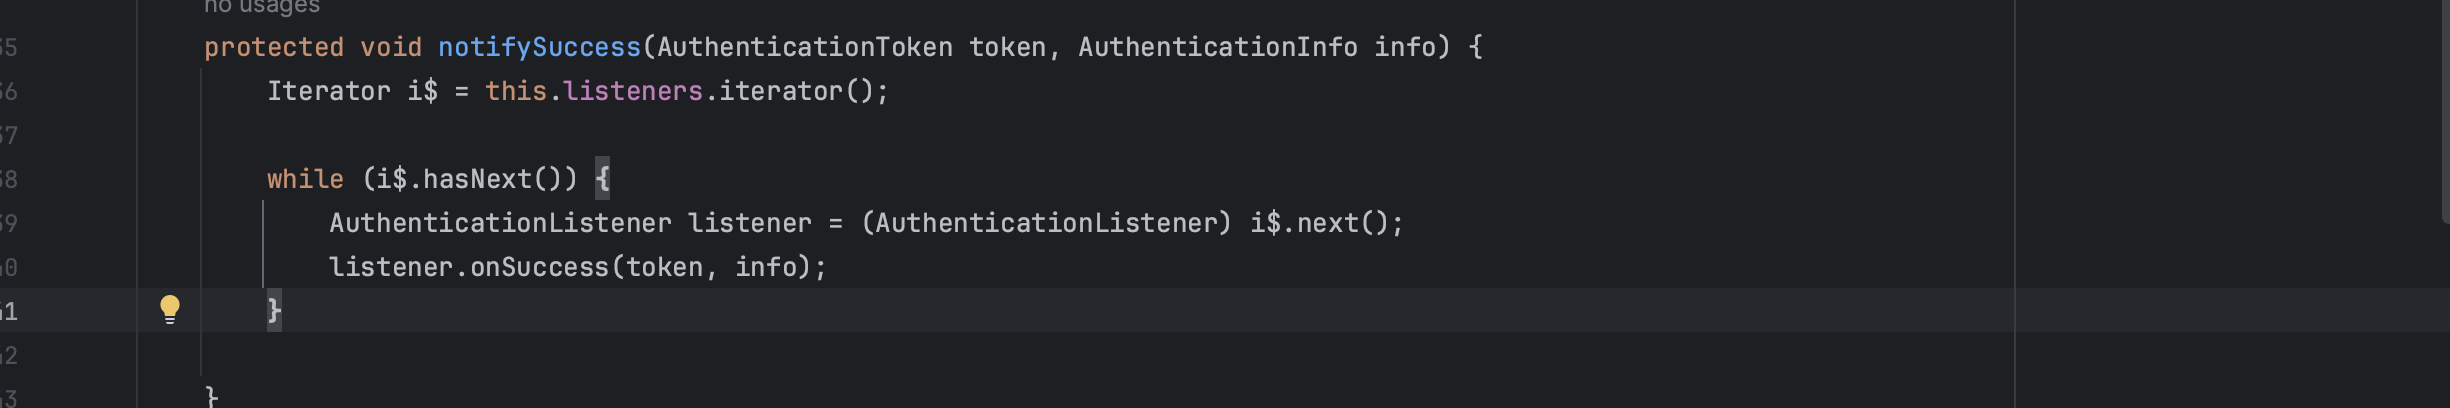 no usages
35 protected void notifySuccess(AuthenticationToken token, AuthenticationInfo info) {
36 Iterator i$ = this.listeners.iterator();
37
38 while (i$.hasNext()) {
39 AuthenticationListener listener = (AuthenticationListener) i$.next();
40 listener.onSuccess(token, info);
41 }
42
43 }